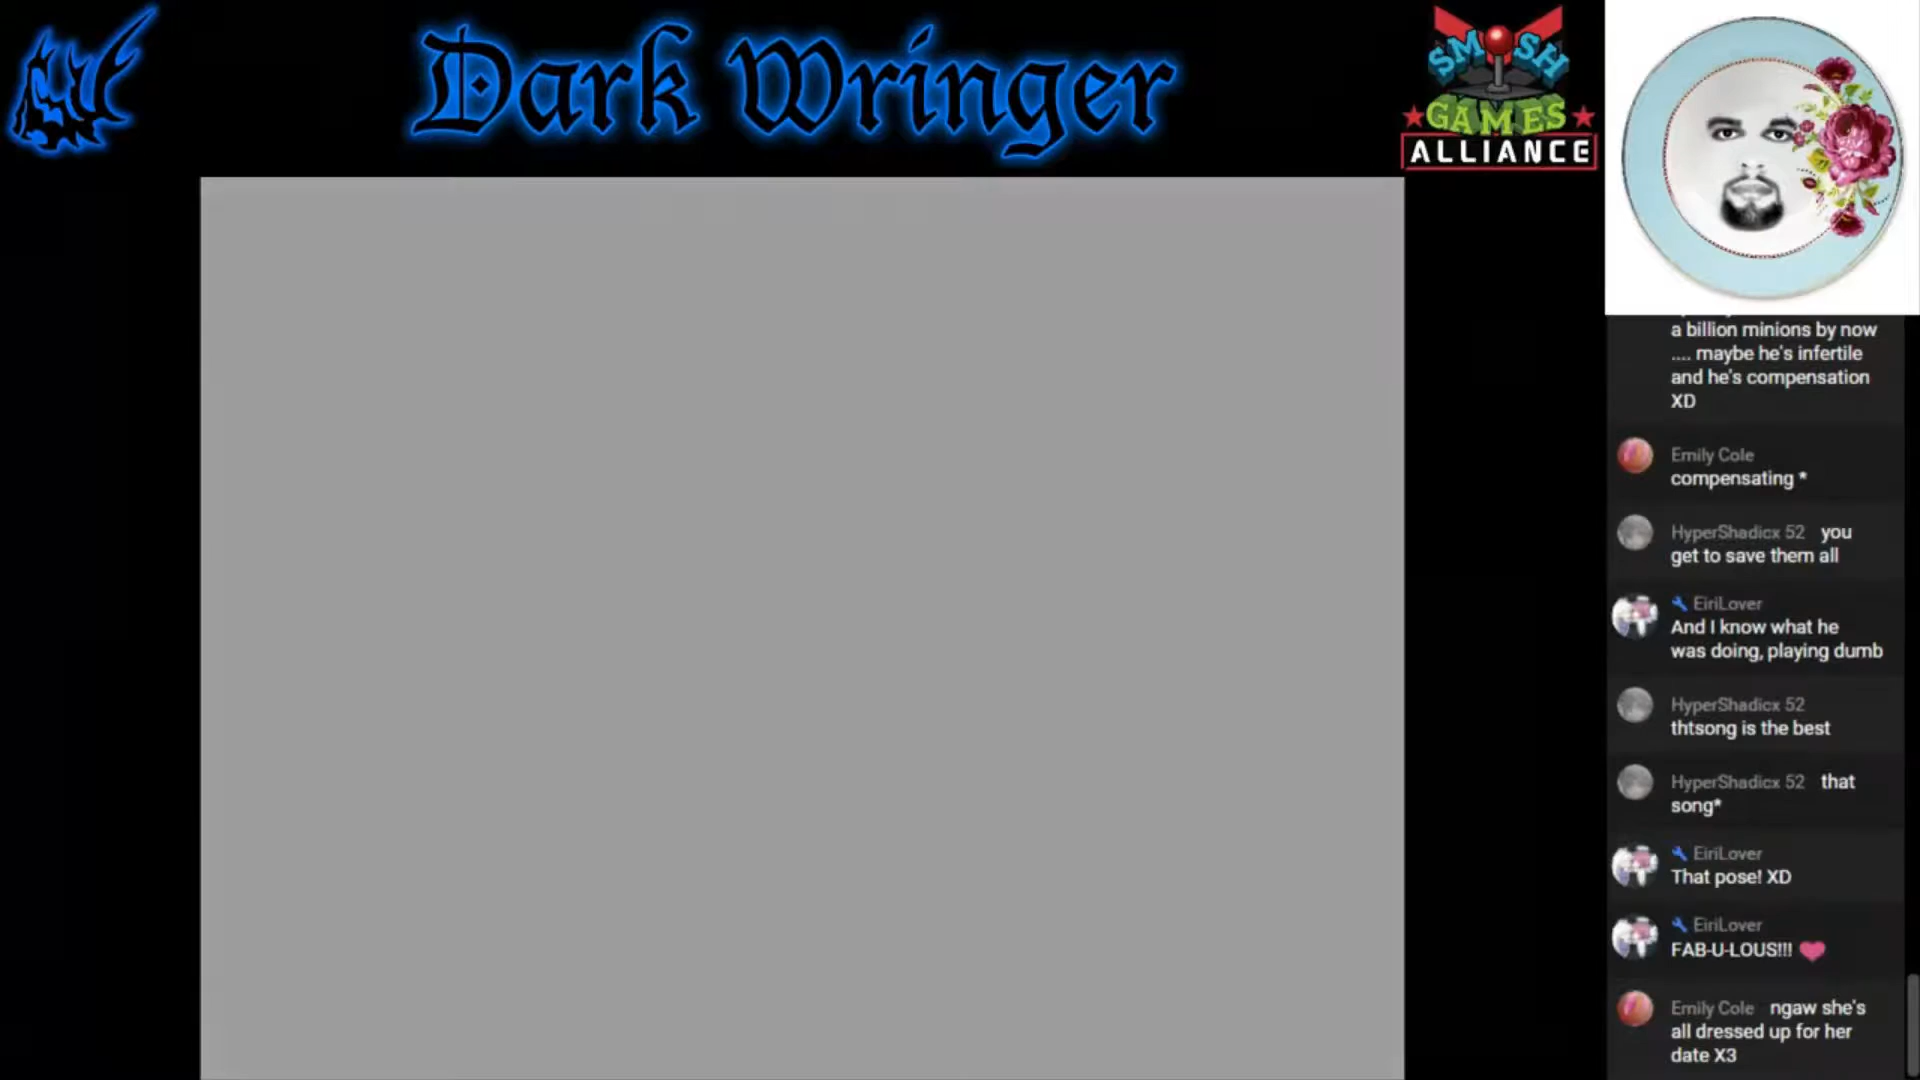 Dark Wringer
SMASH
GAMES
ALLIANCE
a billion minions by now
.... maybe he's infertile
and he's compensation
XD
Emily Cole
compensating *
HyperShadicx 52 you
get to save them all
EiriLover
And I know what he
was doing, playing dumb
HyperShadicx 52
thtsong is the best
HyperShadicx 52 that
song*
EiriLover
That pose! XD
EiriLover
FAB-U-LOUS!!!
Emily Cole ngaw she's
all dressed up for her
date X3